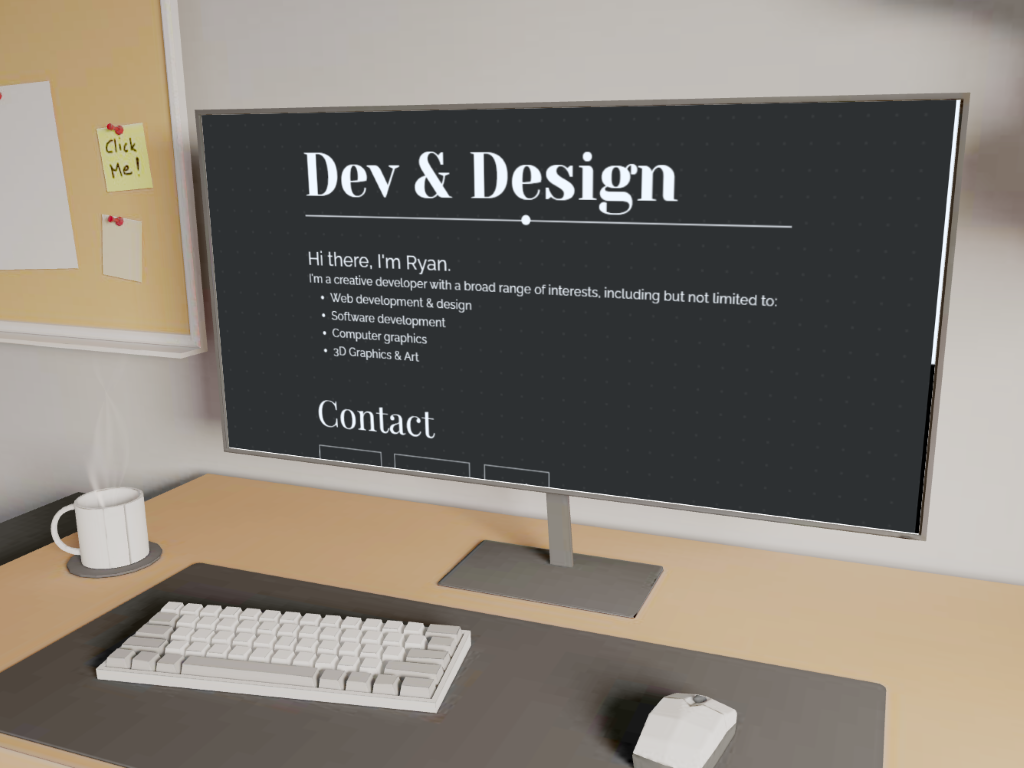 Click
Me!
Dev & Design
Hi there, I'm Ryan.
I'm a creative developer with a broad range of interests, including but not limited to:
• Web development & design
• Software development
• Computer graphics
• 3D Graphics & Art
Contact